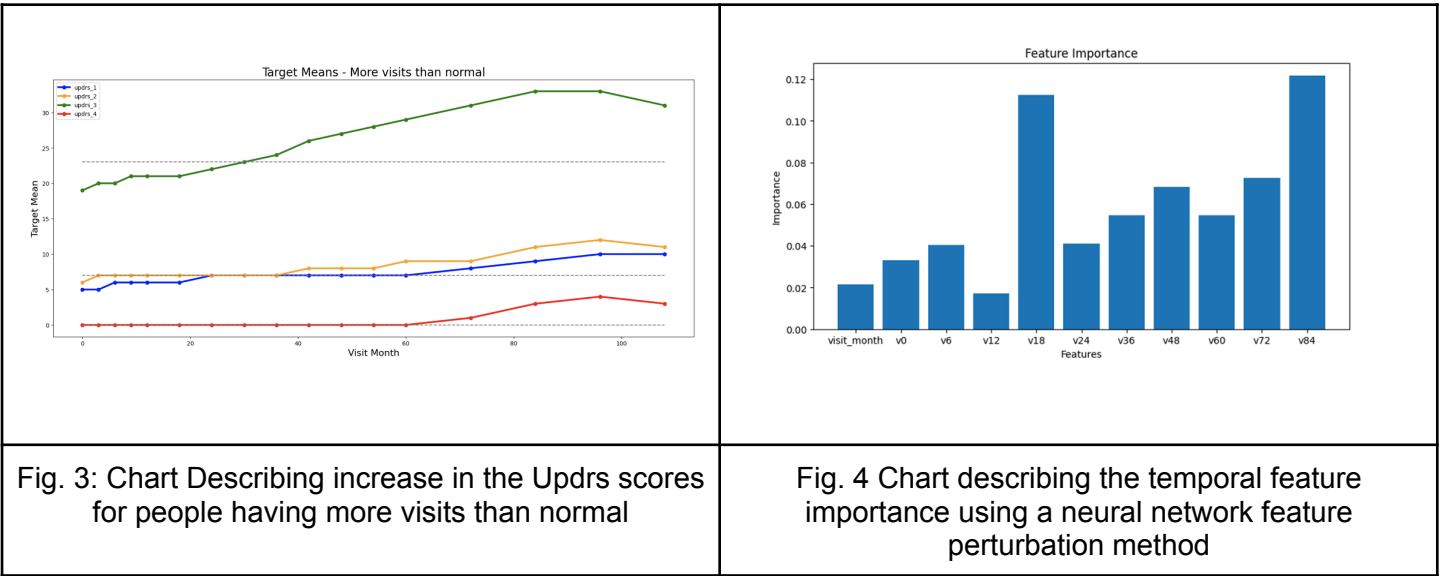 Target Means - More visits than normal
updrs_1
updrs_2
updrs_3
updrs_4
30
25
20
15
10
5
0
Target Mean
0
20
40
60
80
100
Visit Month
Feature Importance
0.12
0.10
0.08
0.06
0.04
0.02
0.00
Importance
visit_month v0 v6 v12 v18 v24 v36 v48 v60 v72 v84
Features
Fig. 3: Chart Describing increase in the Updrs scores
for people having more visits than normal
Fig. 4 Chart describing the temporal feature
importance using a neural network feature
perturbation method